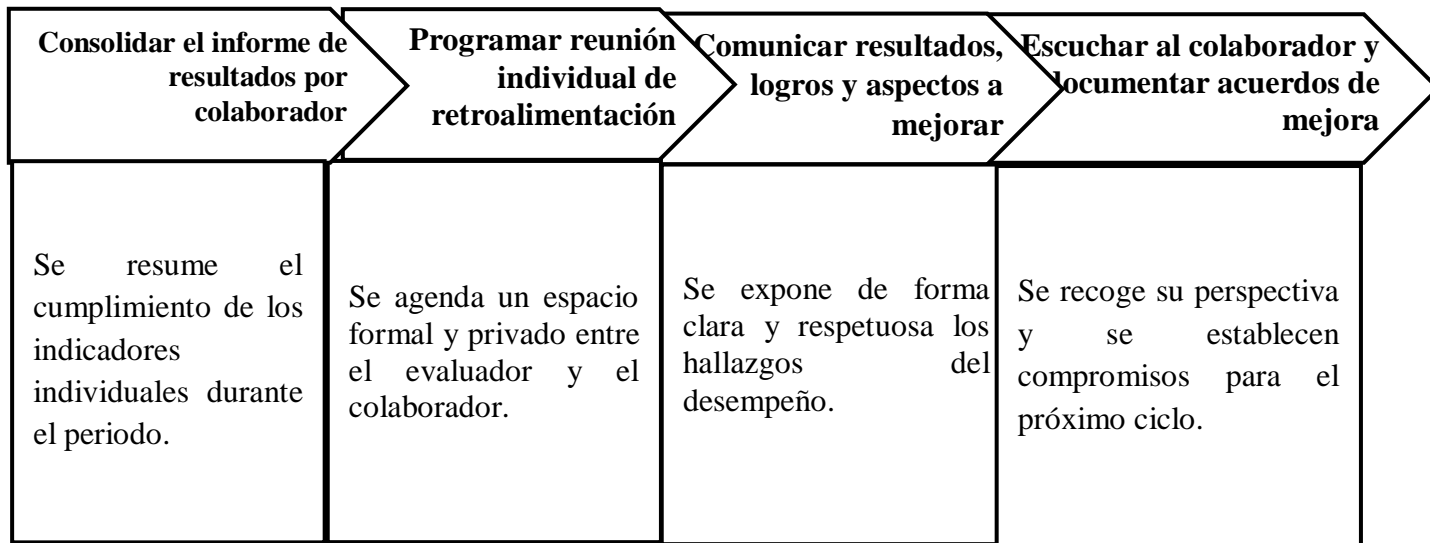 Consolidar el informe de
resultados por
colaborador
Programar reunión
individual de
retroalimentación
Comunicar resultados,
logros y aspectos a
mejorar
Escuchar al colaborador y
documentar acuerdos de
mejora
Se resume el
cumplimiento de los
indicadores
individuales durante
el periodo.
Se agenda un espacio
formal y privado entre
el evaluador y el
colaborador.
Se expone de forma
clara y respetuosa los
hallazgos del
desempeño.
Se recoge su perspectiva
y se establecen
compromisos para el
próximo ciclo.